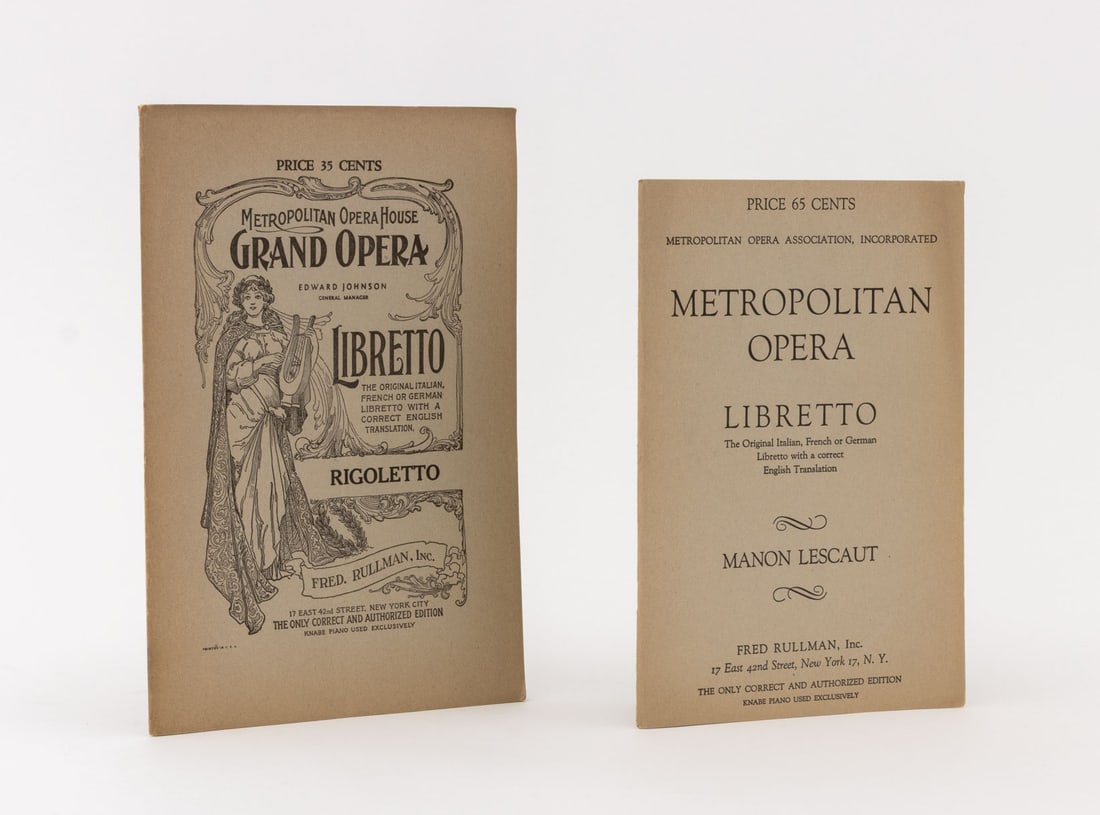 PRICE 35 CENTS
METROPOLITAN OPERA HOUSE
GRAND OPERA
EDWARD JOHNSON
GENERAL MANAGER
LIBRETTO
THE ORIGINAL ITALIAN,
FRENCH OR GERMAN
LIBRETTO WITH A
CORRECT ENGLISH
TRANSLATION.
RIGOLETTO
FRED. RULLMAN, INC.
17 EAST 42nd STREET, NEW YORK CITY
THE ONLY CORRECT AND AUTHORIZED EDITION
KNABE PIANO USED EXCLUSIVELY
PRINTED IN U.S.A.
PRICE 65 CENTS
METROPOLITAN OPERA ASSOCIATION, INCORPORATED
METROPOLITAN
OPERA
LIBRETTO
The Original Italian, French or German
Libretto with a correct
English Translation
MANON LESCAUT
FRED RULLMAN, Inc.
17 East 42nd Street, New York 17, N. Y.
THE ONLY CORRECT AND AUTHORIZED EDITION
KNABE PIANO USED EXCLUSIVELY